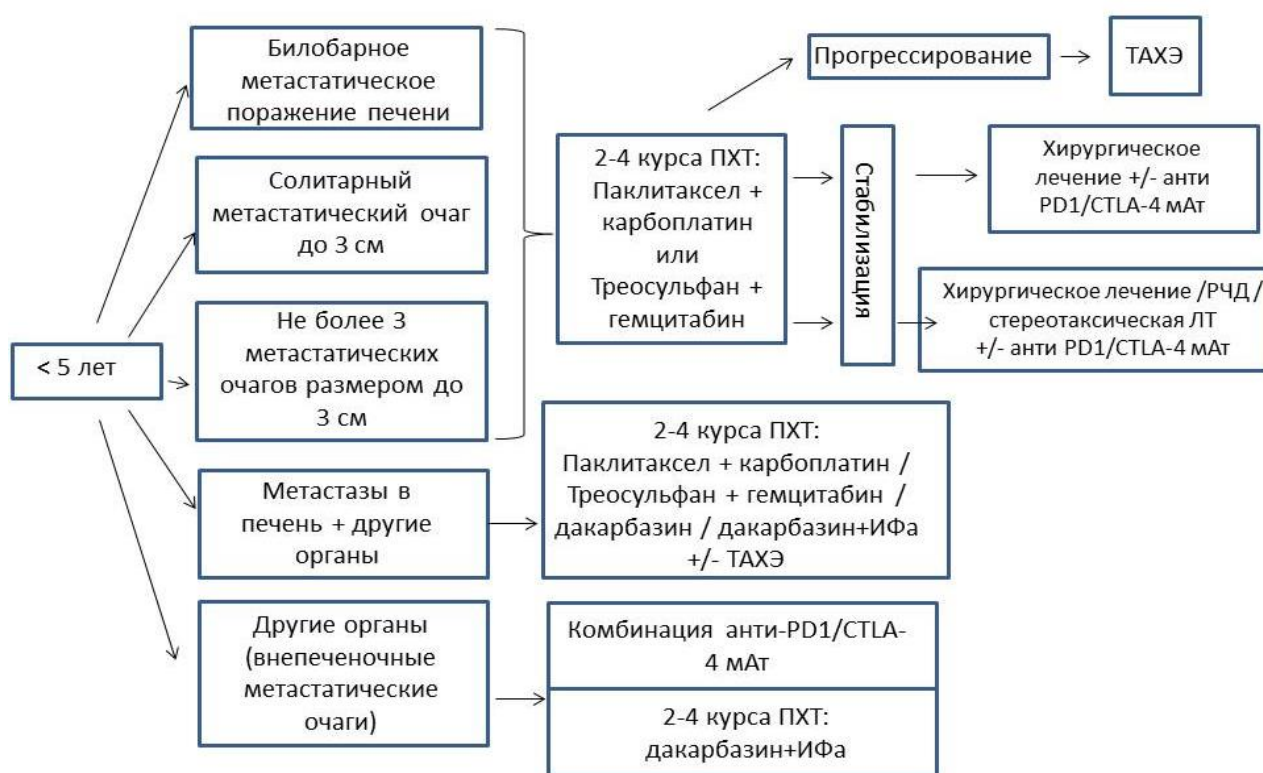 Билобарное
метастатическое
поражение печени
Солитарный
метастатический очаг
до 3 см
< 5 лет
Не более 3
метастатических
очагов размером до
3 см
Метастазы в
печень + другие
органы
Другие органы
(внепеченочные
метастатические
очаги)
2-4 курса ПХТ:
Паклитаксел +
карбоплатин
или
Треосульфан +
гемцитабин
Прогрессирование
ТАХЭ
Стабилизация
Хирургическое
лечение +/- анти
PD1/CTLA-4 мАт
Хирургическое лечение /РЧД /
стереотаксическая ЛТ
+/- анти PD1/CTLA-4 мАт
2-4 курса ПХТ:
Паклитаксел + карбоплатин /
Треосульфан + гемцитабин /
дакарбазин / дакарбазин+ИФа
+/- ТАХЭ
Комбинация анти-PD1/CTLA-
4 мАт
2-4 курса ПХТ:
дакарбазин+ИФа